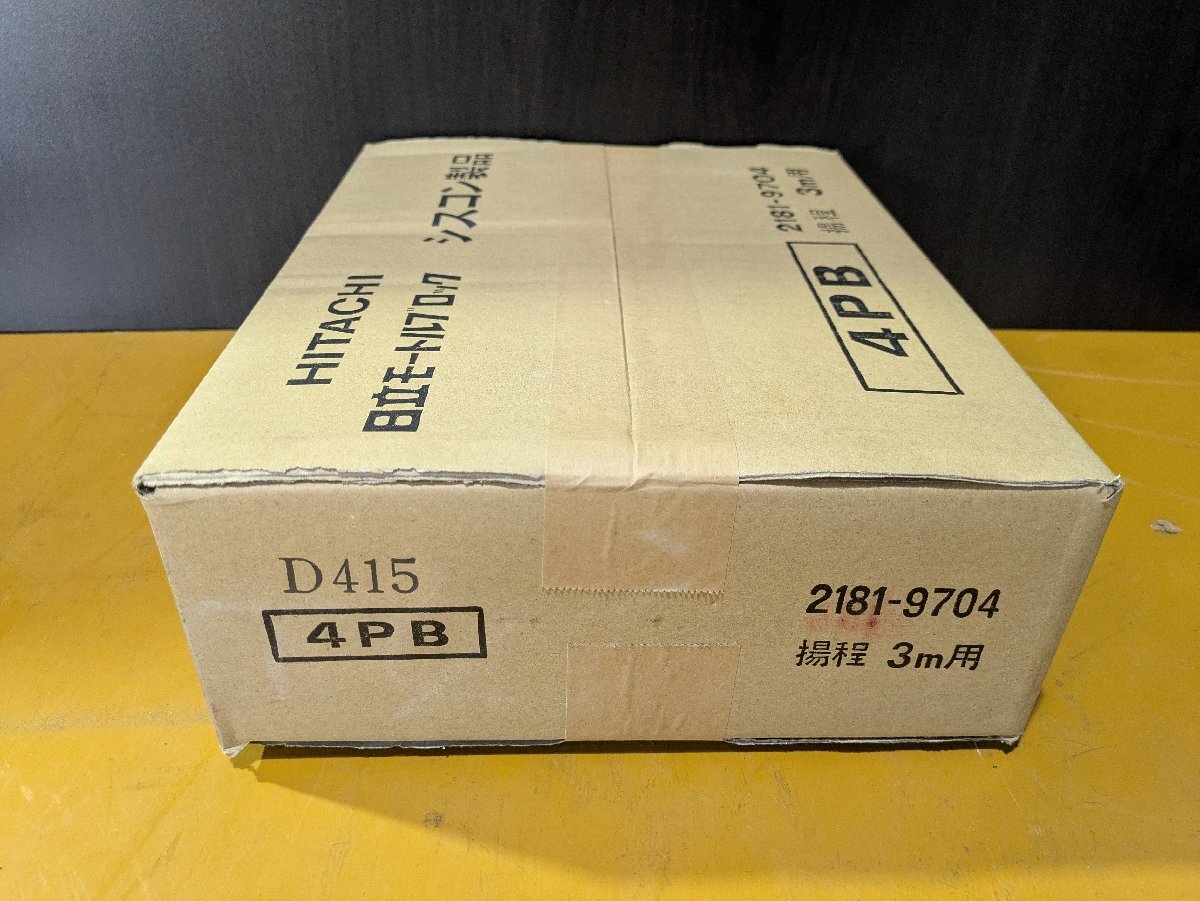 HITACHI
日立モートルブロック シスコン製品
2181-9704
揚程 3m用
4PB
D415
4PB
2181-9704
揚程 3m用